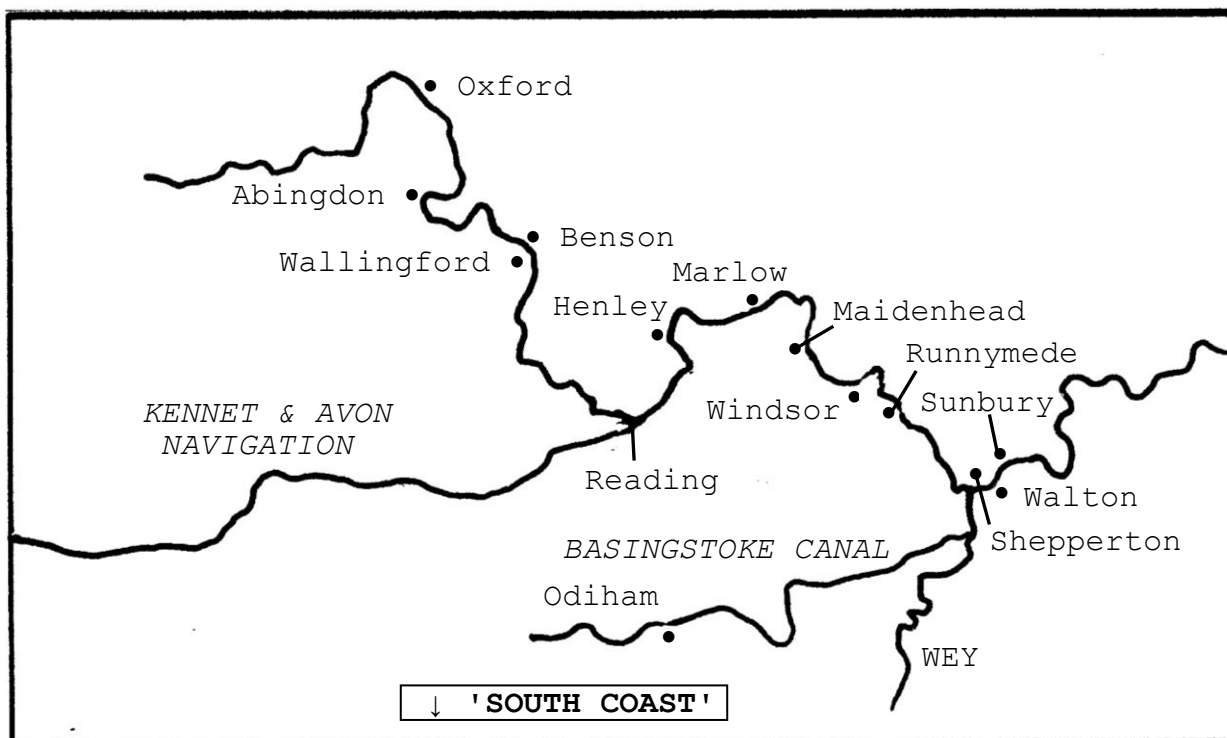 Oxford
Abingdon
Benson
Wallingford
Marlow
Henley
Maidenhead
Runnymede
Sunbury
Windsor
KENNET & AVON
NAVIGATION
Reading
Walton
Shepperton
BASINGSTOKE CANAL
Odiham
WEY
↓ 'SOUTH COAST'